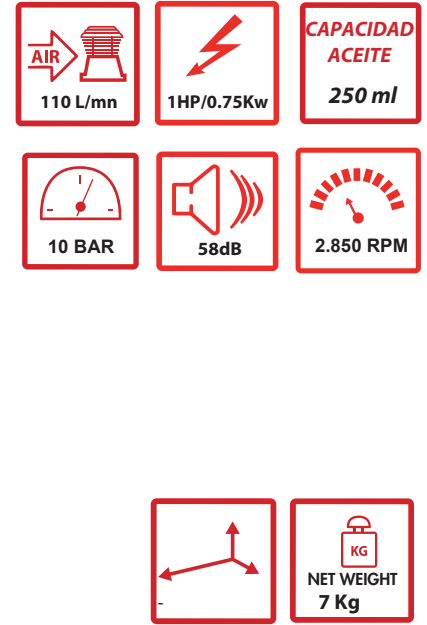 AIR
110 L/mn
1HP/0.75Kw
CAPACIDAD
ACEITE
250 ml
10 BAR
58dB
2.850 RPM
-
KG
NET WEIGHT
7 Kg